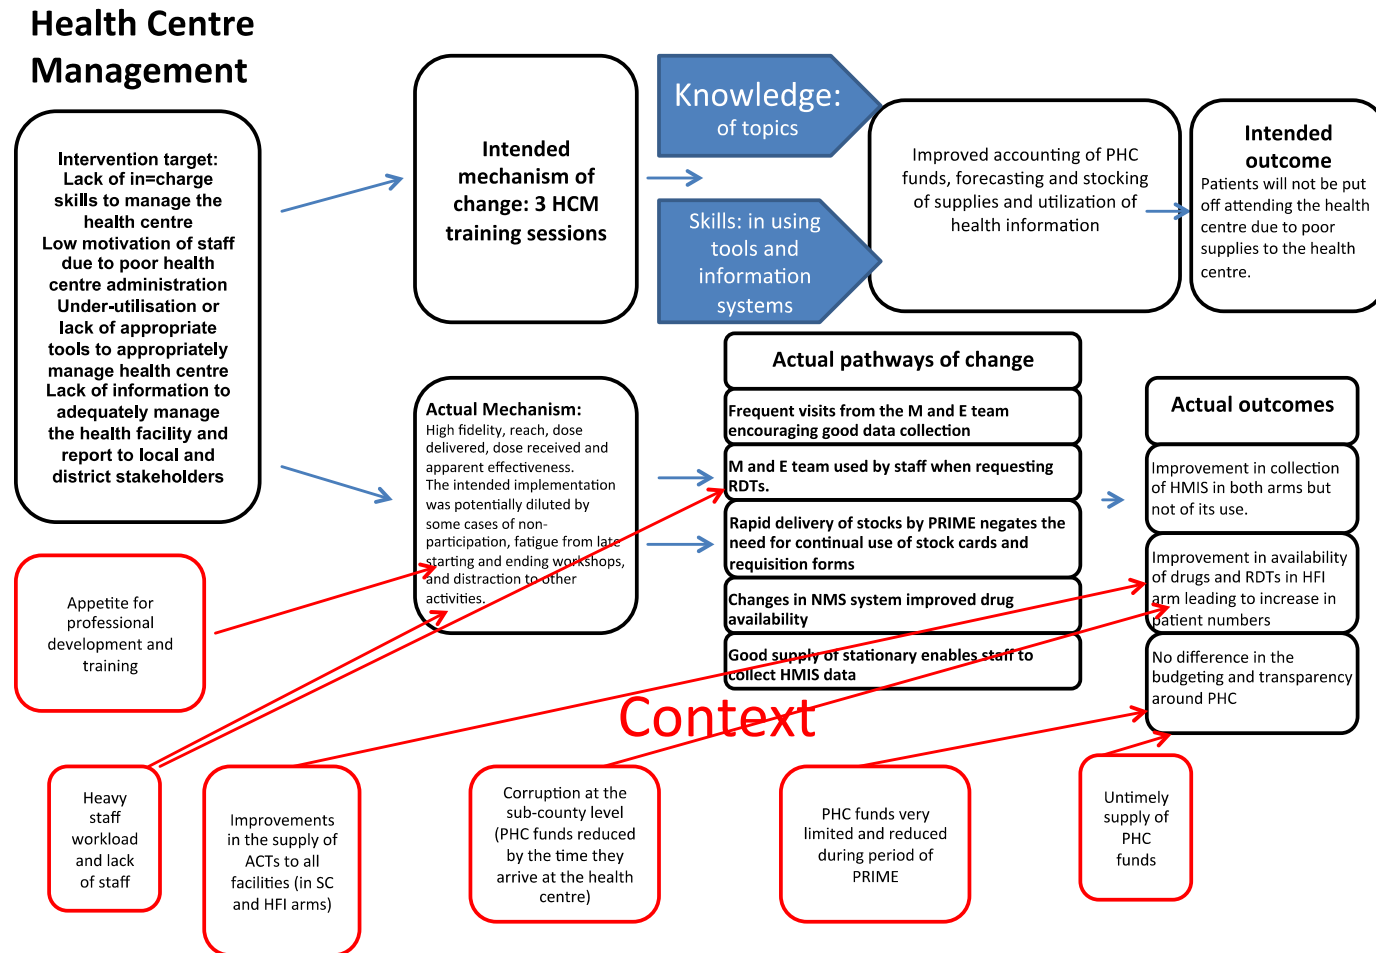 Health Centre
Management
Intervention target:
Lack of in=charge
skills to manage the
health centre
Low motivation of staff
due to poor health
centre administration
Under-utilisation or
lack of appropriate
tools to appropriately
manage health centre
Lack of information to
adequately manage
the health facility and
report to local and
district stakeholders
Intended
mechanism of
change: 3 HCM
training sessions
Knowledge:
of topics
Skills: in using
tools and
information
systems
Improved accounting of PHC
funds, forecasting and stocking
of supplies and utilization of
health information
Intended
outcome
Patients will not be put
off attending the health
centre due to poor
supplies to the health
centre.
Actual Mechanism:
High fidelity, reach, dose
delivered, dose received and
apparent effectiveness.
The intended implementation
was potentially diluted by
some cases of non-
participation, fatigue from late
starting and ending workshops,
and distraction to other
activities.
Actual pathways of change
Frequent visits from the M and E team
encouraging good data collection
M and E team used by staff when requesting
RDTs.
Rapid delivery of stocks by PRIME negates the
need for continual use of stock cards and
requisition forms
Changes in NMS system improved drug
availability
Good supply of stationary enables staff to
collect HMIS data
Actual outcomes
Improvement in collection
of HMIS in both arms but
not of its use.
Improvement in availability
of drugs and RDTs in HFI
arm leading to increase in
patient numbers
No difference in the
budgeting and transparency
around PHC
Appetite for
professional
development and
training
Context
Heavy
staff
workload
and lack
of staff
Improvements
in the supply of
ACTs to all
facilities (in SC
and HFI arms)
Corruption at the
sub-county level
(PHC funds reduced
by the time they
arrive at the health
centre)
PHC funds very
limited and reduced
during period of
PRIME
Untimely
supply of
PHC
funds